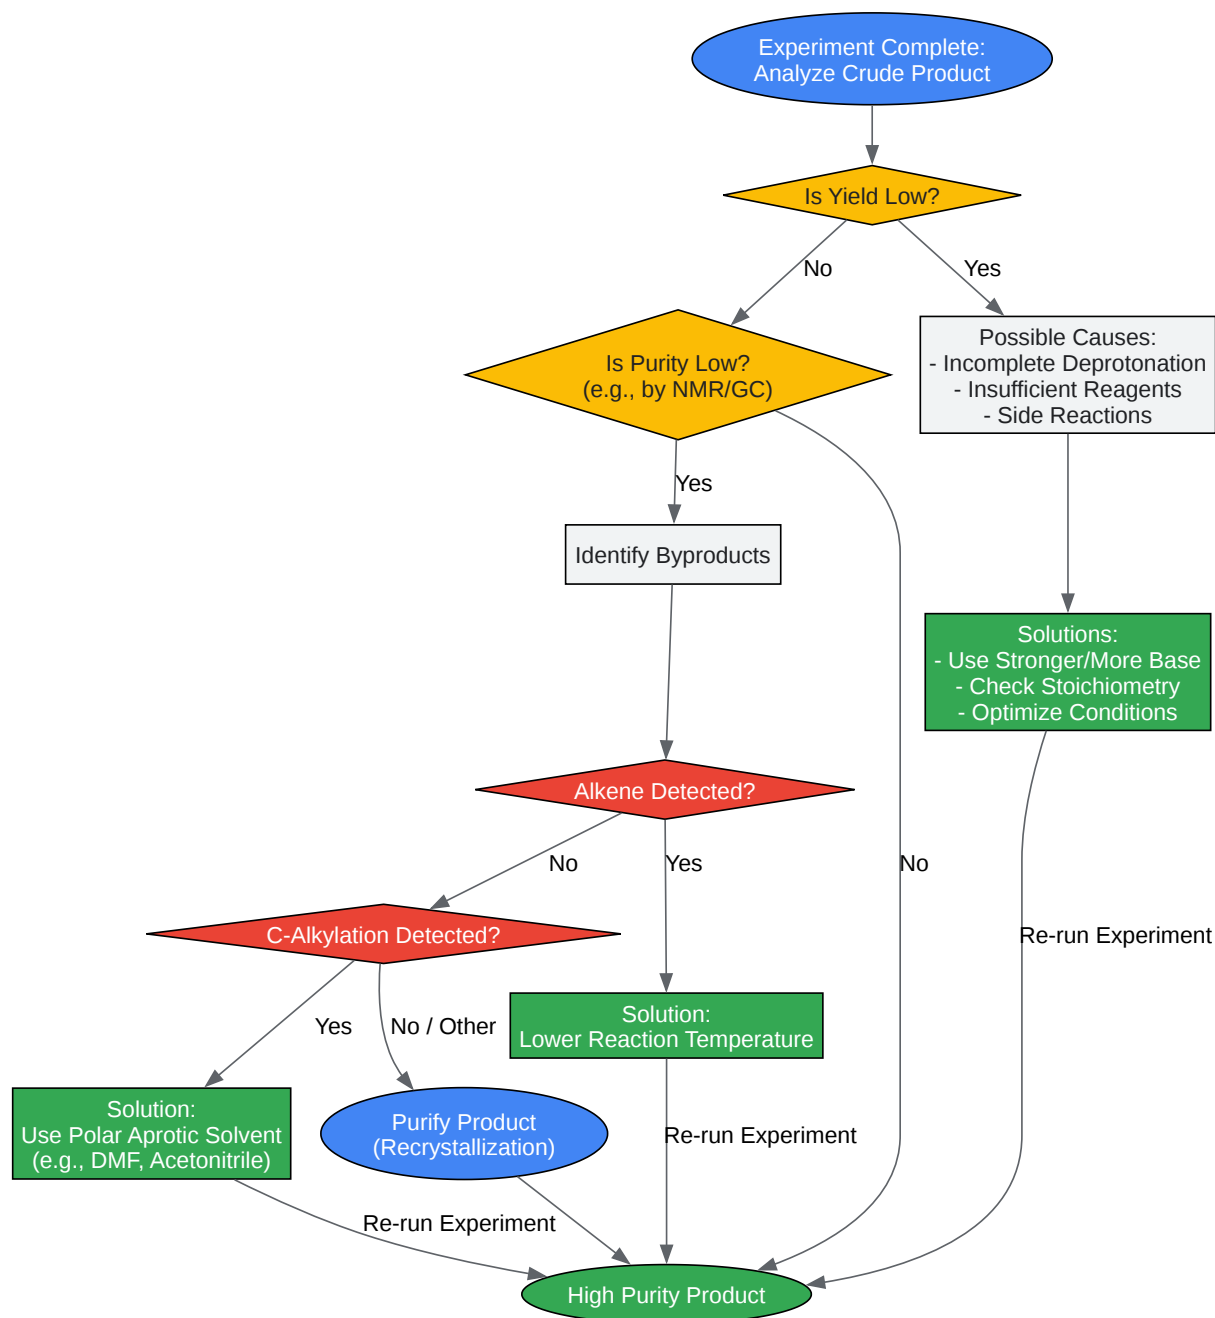 Experiment Complete:
Analyze Crude Product
Is Yield Low?
No
Yes
Is Purity Low?
(e.g., by NMR/GC)
Possible Causes:
- Incomplete Deprotonation
- Insufficient Reagents
- Side Reactions
Yes
Identify Byproducts
Solutions:
- Use Stronger/More Base
- Check Stoichiometry
- Optimize Conditions
Alkene Detected?
No
Yes
No
C-Alkylation Detected?
Re-run Experiment
Yes
No / Other
Solution:
Lower Reaction Temperature
Solution:
Use Polar Aprotic Solvent
(e.g., DMF, Acetonitrile)
Purify Product
(Recrystallization)
Re-run Experiment
Re-run Experiment
High Purity Product